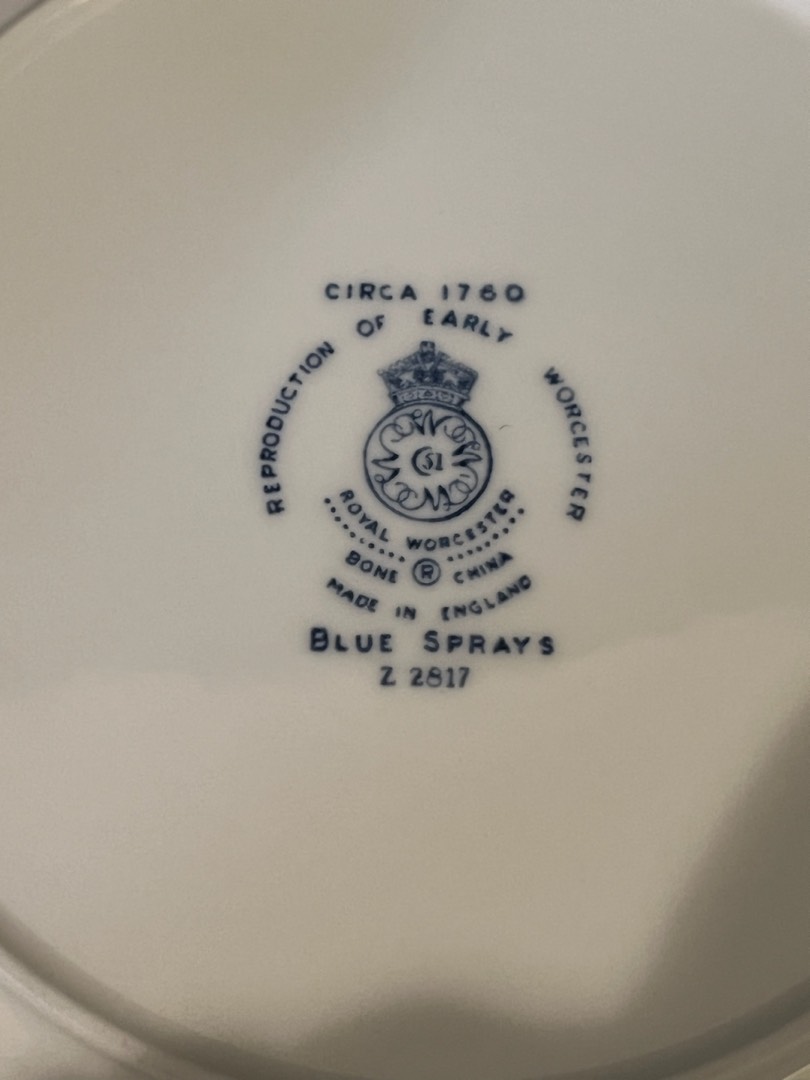 CIRCA 1760
REPRODUCTION OF EARLY WORCESTER
51
ROYAL WORCESTER
BONE ® CHINA
MADE IN ENGLAND
BLUE SPRAYS
Z 2817